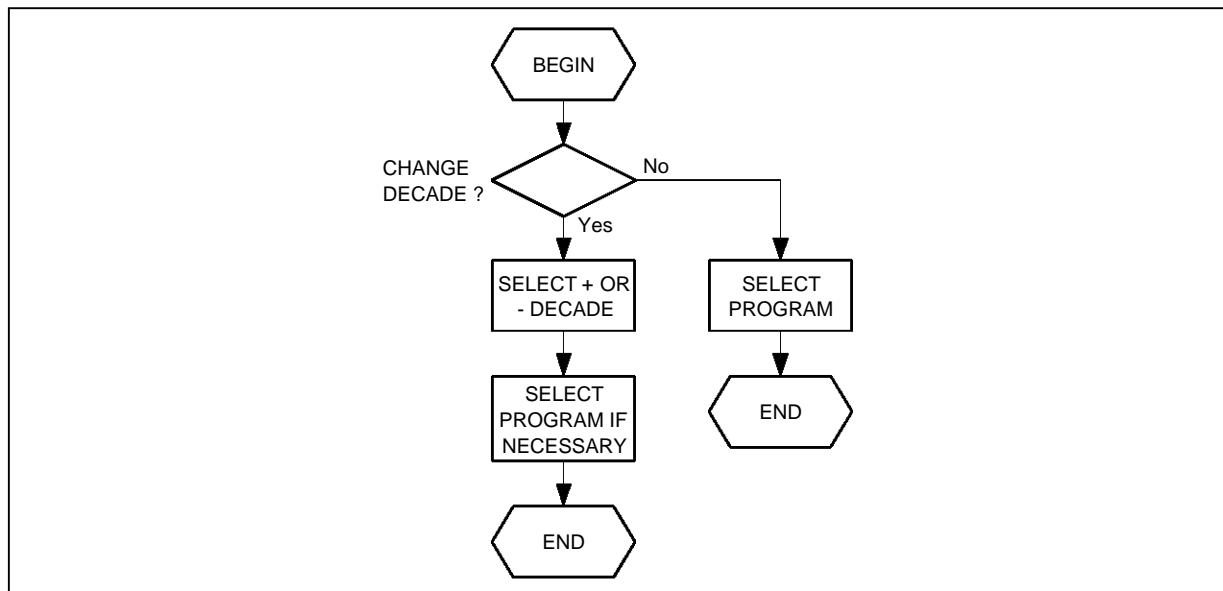 BEGIN
CHANGE
DECADE ?
No
Yes
SELECT + OR
- DECADE
SELECT
PROGRAM
SELECT
PROGRAM IF
NECESSARY
END
END